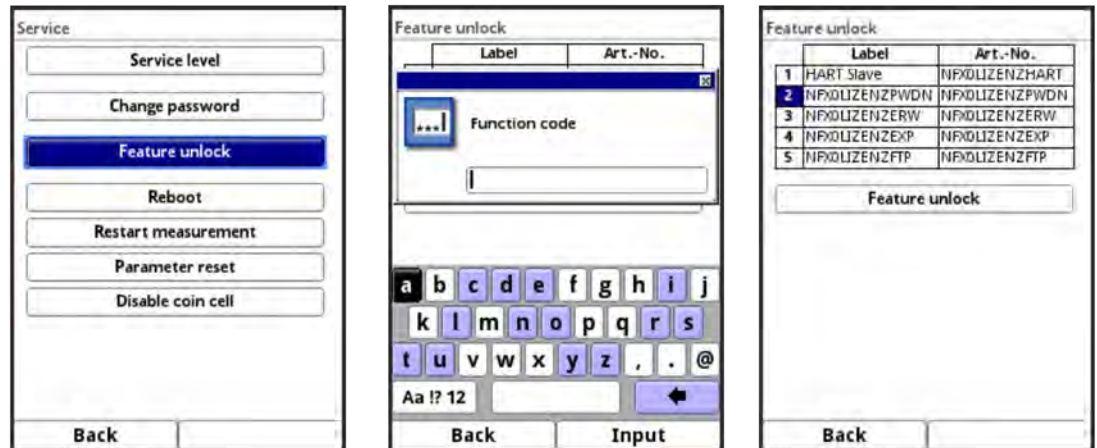 Service
Service level
Change password
Feature unlock
Reboot
Restart measurement
Parameter reset
Disable coin cell
Back
Feature unlock
Label Art.-No.
...|
Function code
a b c d e f g h i j
k l m n o p q r s
t u v w x y z , . @
Aa !? 12
Back Input
Feature unlock
Label Art.-No.
1 HART Slave NFX0LIZENZHART
2 NFX0LIZENZPWDN NFX0LIZENZPWDN
3 NFX0LIZENZERW NFX0LIZENZERW
4 NFX0LIZENZEXP NFX0LIZENZEXP
5 NFX0LIZENZFTP NFX0LIZENZFTP
Feature unlock
Back